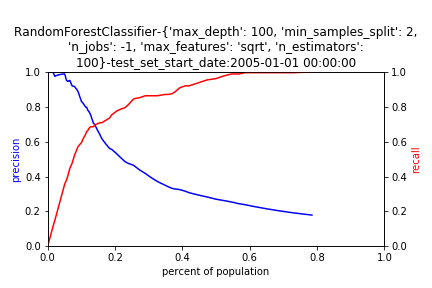 RandomForestClassifier-{'max_depth': 100, 'min_samples_split': 2,
'n_jobs': -1, 'max_features': 'sqrt', 'n_estimators':
100}-test_set_start_date:2005-01-01 00:00:00
1.0
0.8
0.6
0.4
0.2
0.0
precision
1.0
0.8
0.6
0.4
0.2
0.0
recall
0.0 0.2 0.4 0.6 0.8 1.0
percent of population